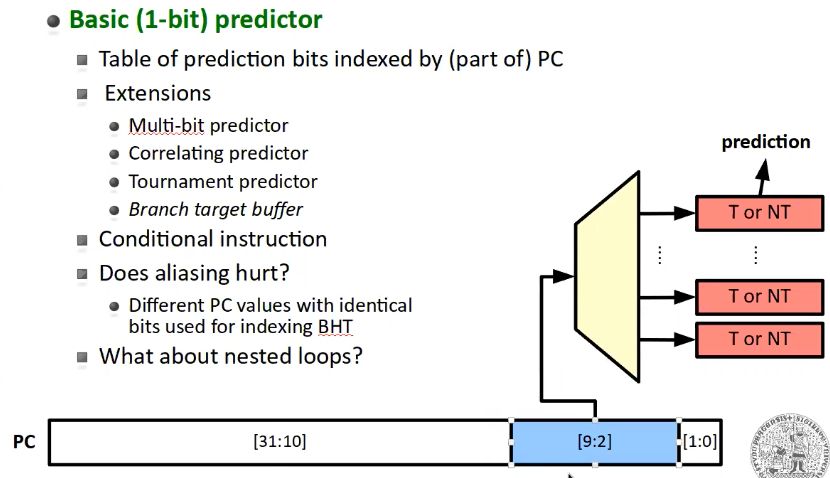 Basic (1-bit) predictor
Table of prediction bits indexed by (part of) PC
Extensions
Multi-bit predictor
Correlating predictor
Tournament predictor
Branch target buffer
Conditional instruction
Does aliasing hurt?
Different PC values with identical
bits used for indexing BHT
What about nested loops?
prediction
T or NT
T or NT
T or NT
PC
[31:10]
[9:2]
[1:0]